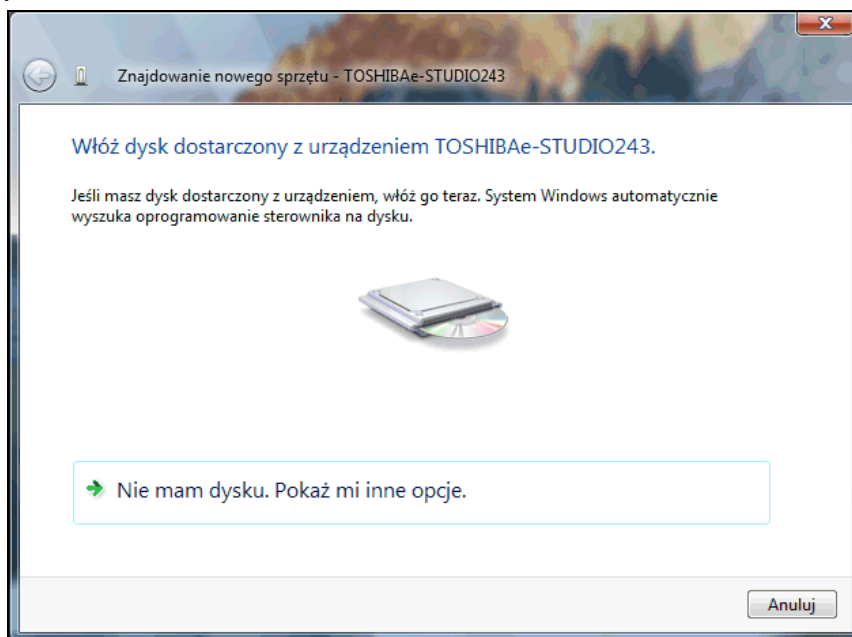 Znajdowanie nowego sprzętu - TOSHIBAe-STUDIO243
Włóż dysk dostarczony z urządzeniem TOSHIBAe-STUDIO243.
Jeśli masz dysk dostarczony z urządzeniem, włóż go teraz. System Windows automatycznie
wyszuka oprogramowanie sterownika na dysku.
Nie mam dysku. Pokaż mi inne opcje.
Anuluj